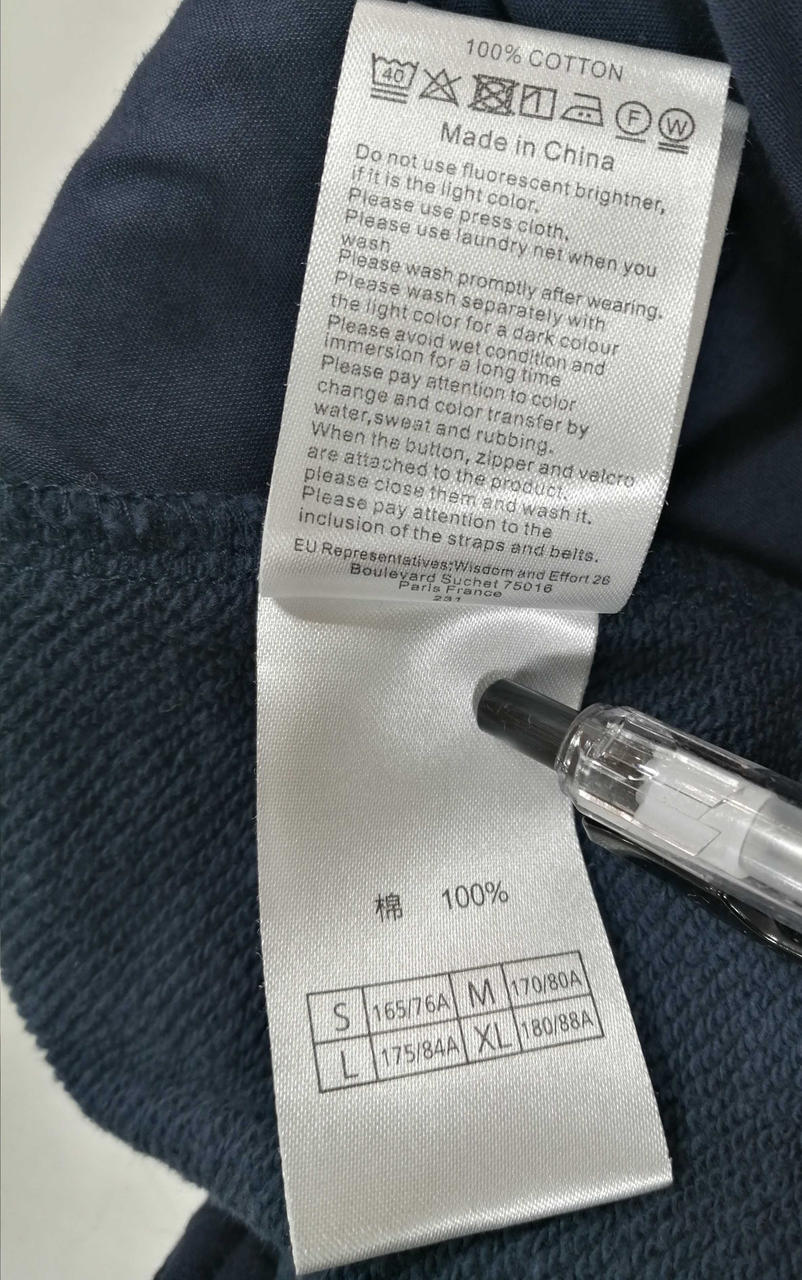 100% COTTON
40
1
F
W
Made in China
Do not use fluorescent brightner,
if it is the light color.
Please use press cloth,
Please use laundry net when you
wash
Please wash promptly after wearing.
Please wash separately with
the light color for a dark colour
Please avoid wet condition and
immersion for a long time
Please pay attention to color
change and color transfer by
water,sweat and rubbing.
When the button, zipper and velcro
are attached to the product,
please close them and wash it.
Please pay attention to the
inclusion of the straps and belts.
EU Representatives:Wisdom and Effort 26
Boulevard Suchet 75016
Paris France
棉 100%
S 165/76A M 170/80A
L 175/84A XL 180/88A